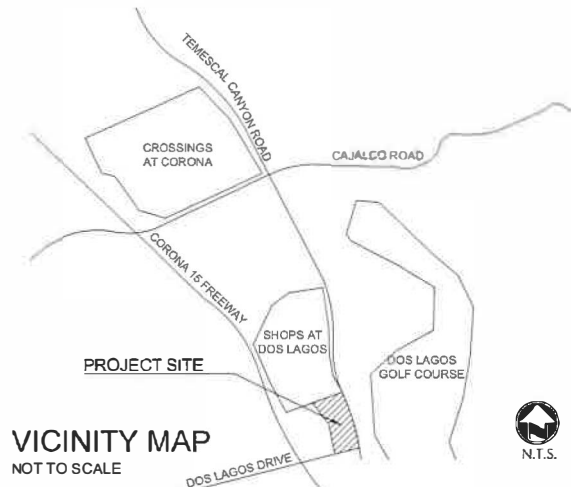 TEMESCAL CANYON ROAD
CROSSINGS
AT CORONA
CAJALCO ROAD
CORONA 15 FREEWAY
SHOPS AT
DOS LAGOS
PROJECT SITE
DOS LAGOS
GOLF COURSE
VICINITY MAP
NOT TO SCALE
DOS LAGOS DRIVE
N
N.T.S.